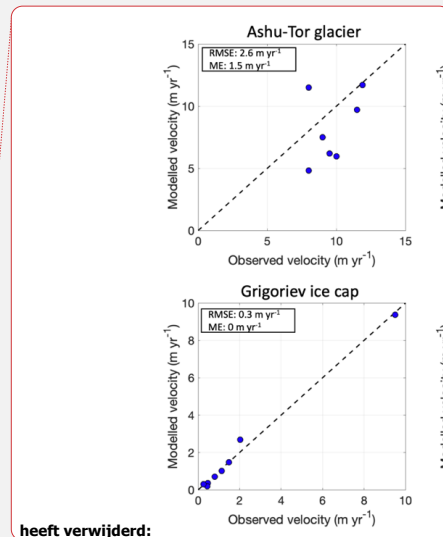 Ashu-Tor glacier
15
RMSE: 2.6 m yr⁻¹
ME: 1.5 m yr⁻¹
10
Modelled velocity (m yr⁻¹)
5
0
0 5 10 15
Observed velocity (m yr⁻¹)
Grigoriev ice cap
10
RMSE: 0.3 m yr⁻¹
ME: 0 m yr⁻¹
8
6
Modelled velocity (m yr⁻¹)
4
2
0
0 2 4 6 8 10
Observed velocity (m yr⁻¹)
heeft verwijderd: